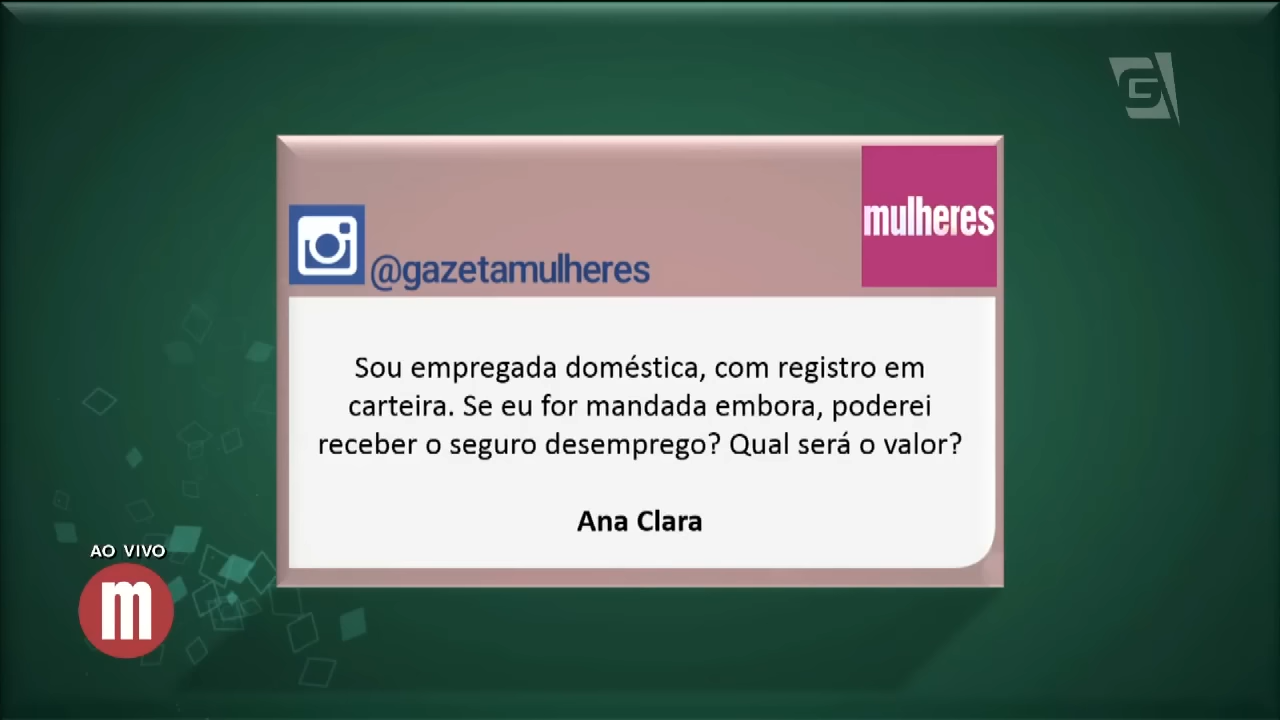 G
mulheres
@gazetamulheres
Sou empregada doméstica, com registro em
carteira. Se eu for mandada embora, poderei
receber o seguro desemprego? Qual será o valor?
Ana Clara
AO VIVO
m